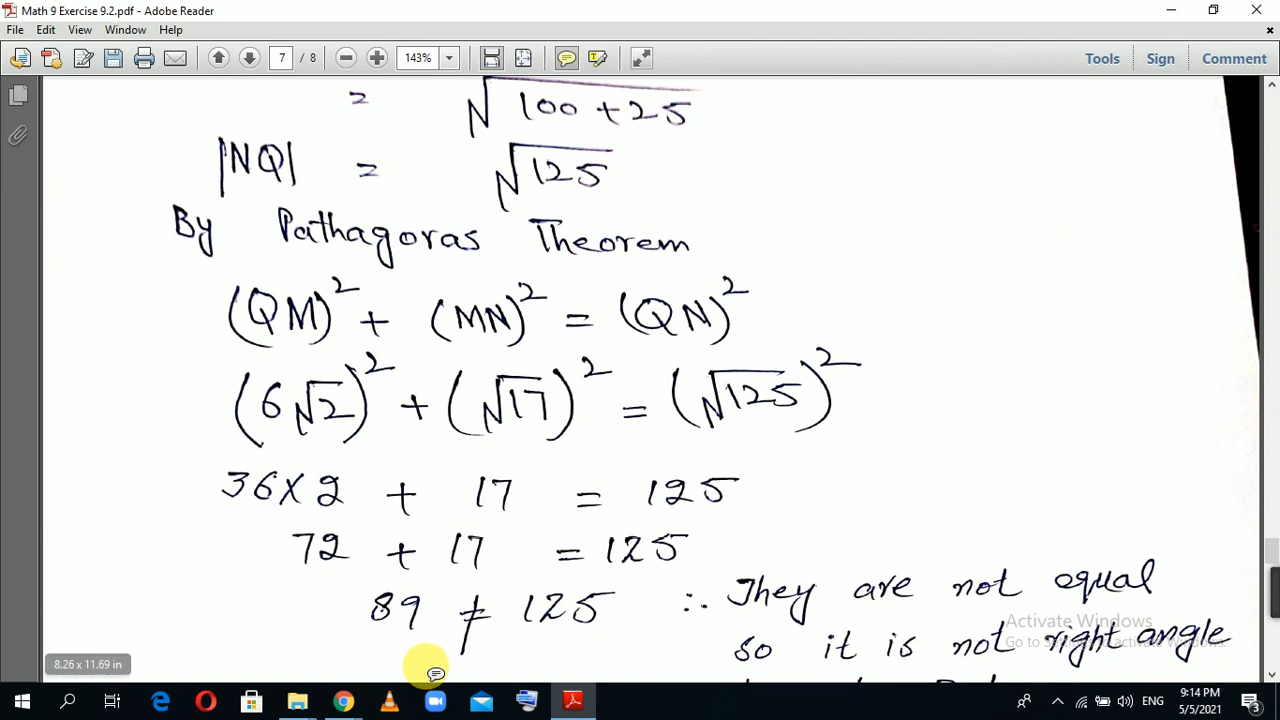 Math 9 Exercise 9.2.pdf - Adobe Reader
File Edit View Window Help
7 / 8 143% Tools Sign Comment
= √100+25
|NQ| = √125
By Pathagoras Theorem
(QM)² + (MN)² = (QN)²
(6√2)² + (√17)² = (√125)²
36×2 + 17 = 125
72 + 17 = 125
89 ≠ 125 ∴ They are not equal
so it is not right angle
Activate Windows
8.26 x 11.69 in
ENG
9:14 PM
5/5/2021
3